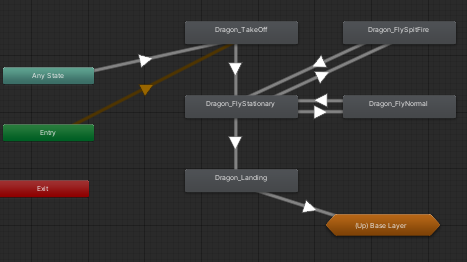 Dragon_TakeOff
Dragon_FlySpitFire
Any State
Dragon_FlyStationary
Dragon_FlyNormal
Entry
Dragon_Landing
Exit
(Up) Base Layer